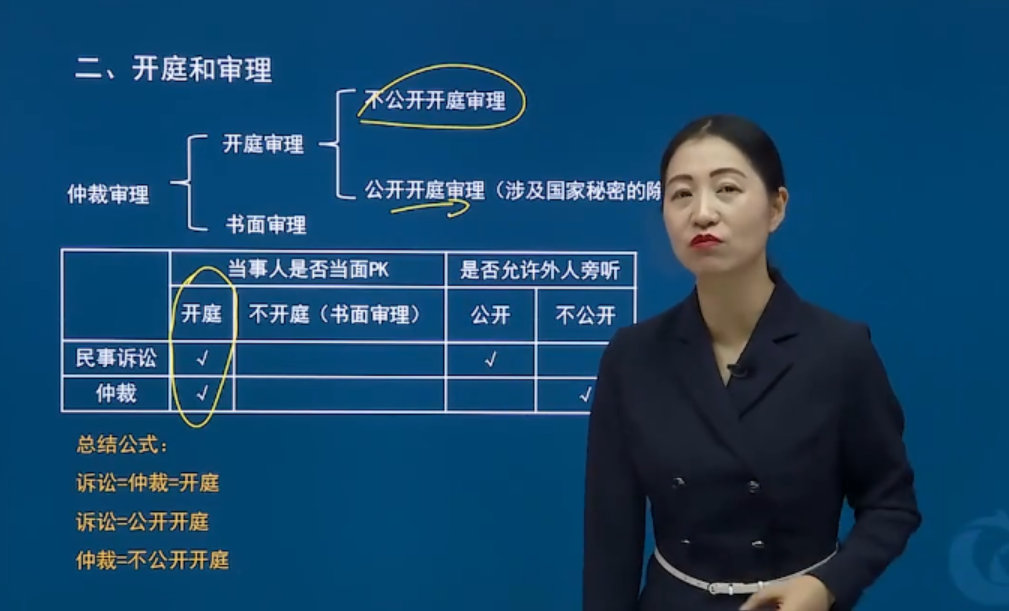 二、开庭和审理
不公开开庭审理
开庭审理
公开开庭审理（涉及国家秘密的除
仲裁审理
书面审理
当事人是否当面PK 是否允许外人旁听
开庭 不开庭（书面审理） 公开 不公开
民事诉讼 √ √
仲裁 √ √
总结公式：
诉讼=仲裁=开庭
诉讼=公开开庭
仲裁=不公开开庭